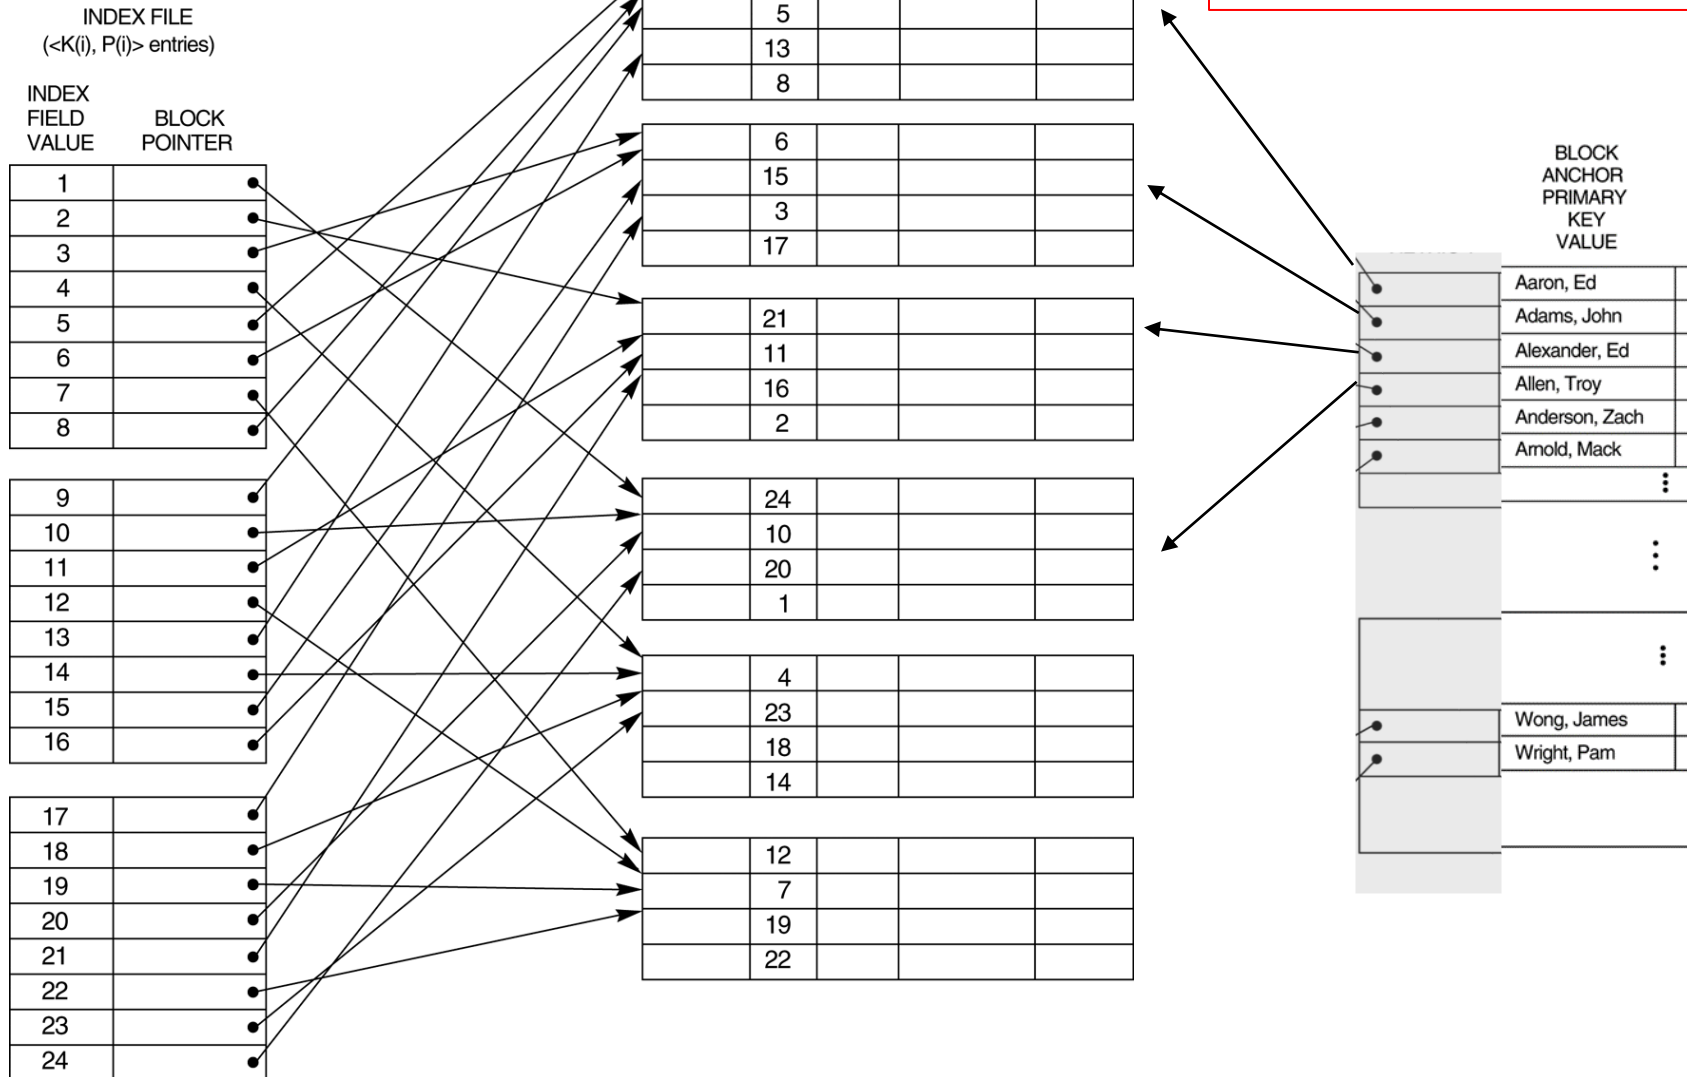 INDEX FILE
(<K(i), P(i)> entries)
INDEX
FIELD
VALUE
BLOCK
POINTER
1
2
3
4
5
6
7
8
9
10
11
12
13
14
15
16
17
18
19
20
21
22
23
24
5
13
8
6
15
3
17
21
11
16
2
24
10
20
1
4
23
18
14
12
7
19
22
BLOCK
ANCHOR
PRIMARY
KEY
VALUE
Aaron, Ed
Adams, John
Alexander, Ed
Allen, Troy
Anderson, Zach
Arnold, Mack
Wong, James
Wright, Pam